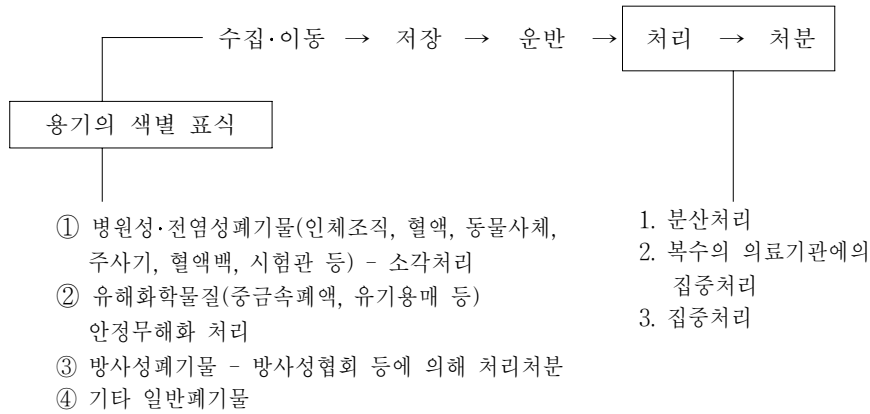 수집·이동 → 저장 → 운반 → 처리 → 처분
용기의 색별 표식
① 병원성·전염성폐기물(인체조직, 혈액, 동물사체,
주사기, 혈액백, 시험관 등) – 소각처리
② 유해화학물질(중금속폐액, 유기용매 등)
안정무해화 처리
③ 방사성폐기물 – 방사성협회 등에 의해 처리처분
④ 기타 일반폐기물
1. 분산처리
2. 복수의 의료기관에의
집중처리
3. 집중처리